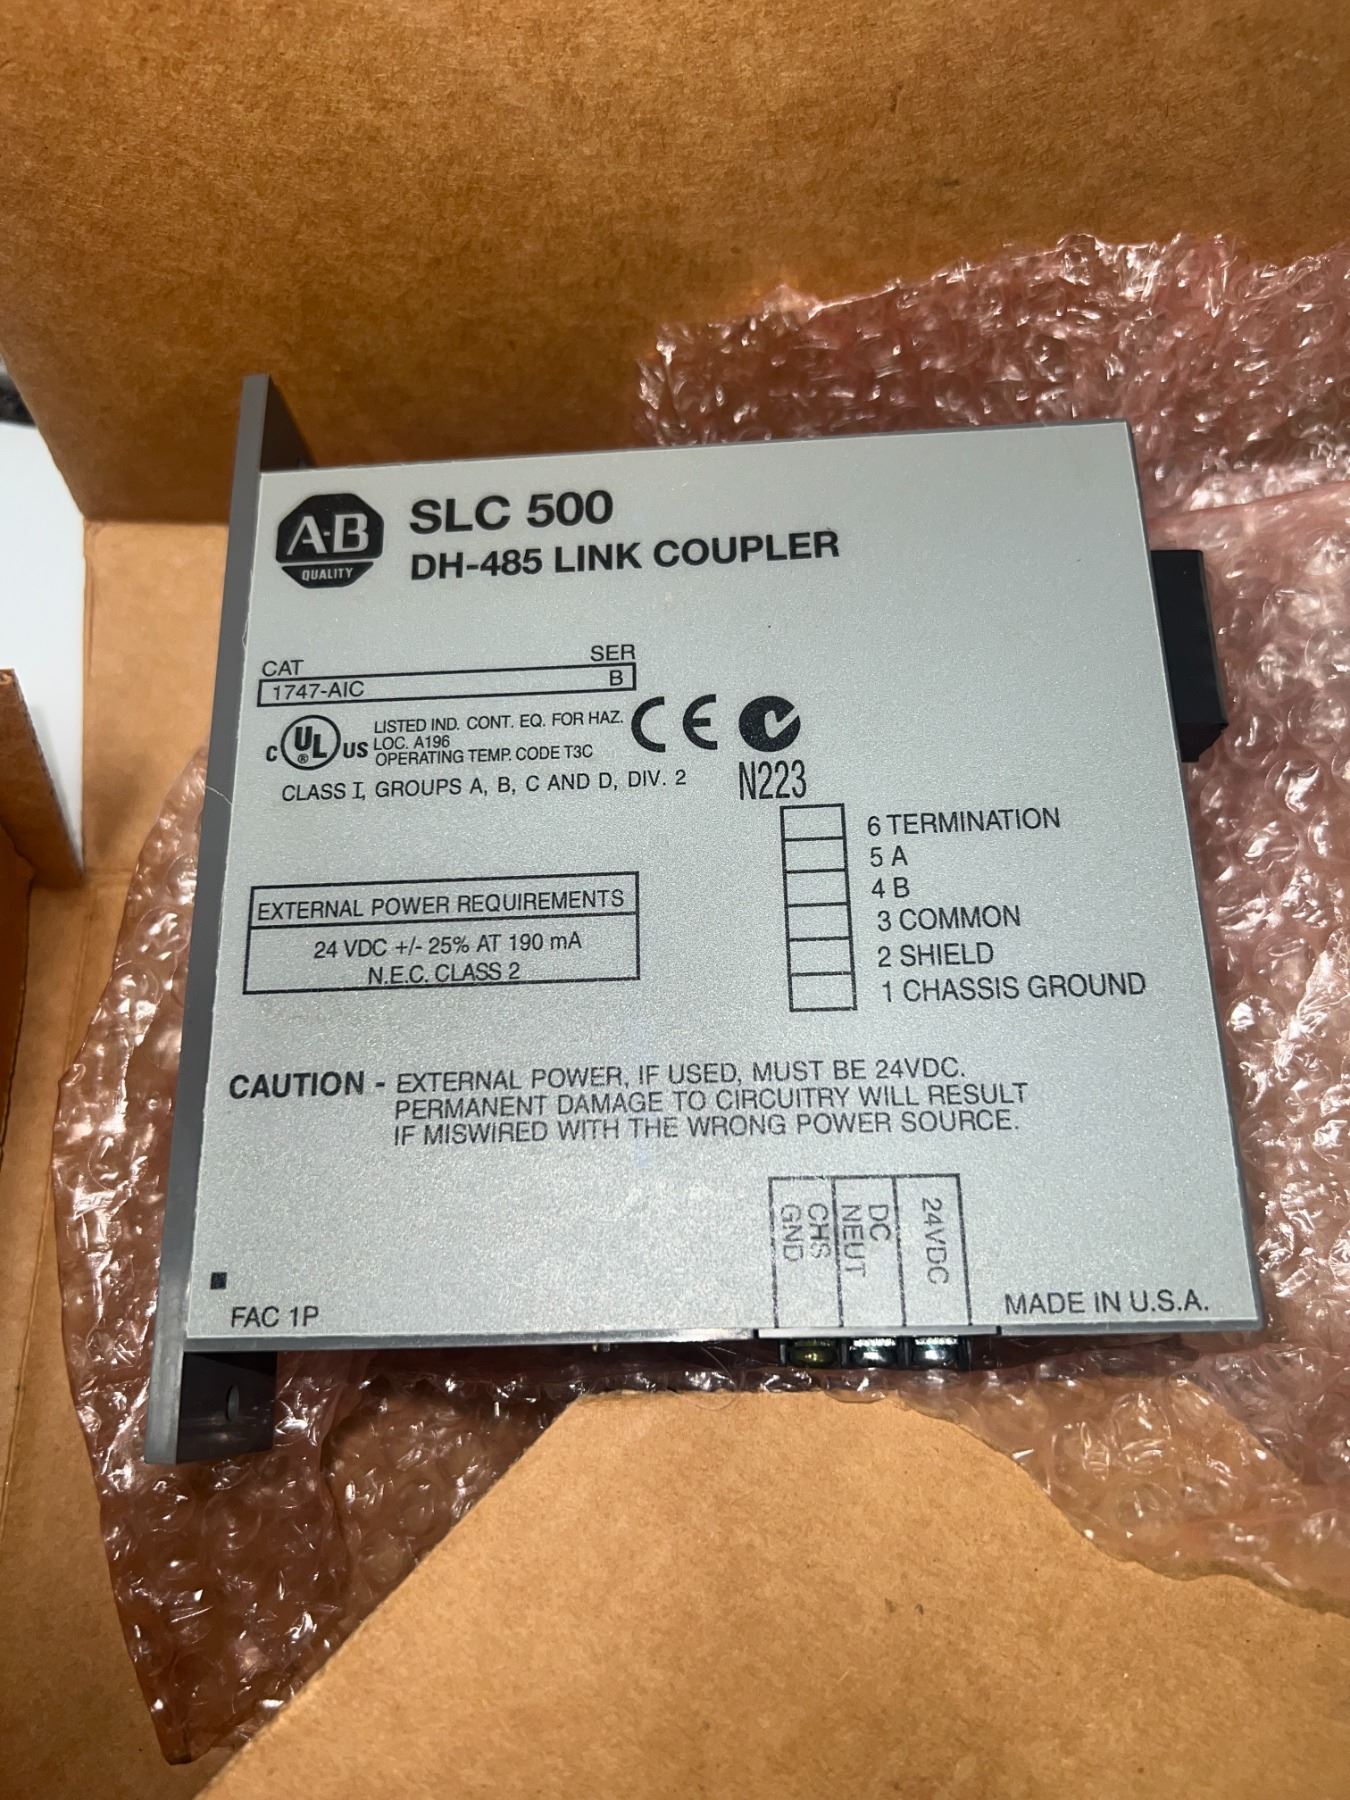 A-B
QUALITY
SLC 500
DH-485 LINK COUPLER
CAT SER
1747-AIC B
C UL ® US
LISTED IND. CONT. EQ. FOR HAZ.
LOC. A196
OPERATING TEMP. CODE T3C
CE
N223
CLASS I, GROUPS A, B, C AND D, DIV. 2
6 TERMINATION
5 A
4 B
3 COMMON
2 SHIELD
1 CHASSIS GROUND
EXTERNAL POWER REQUIREMENTS
24 VDC +/- 25% AT 190 mA
N.E.C. CLASS 2
CAUTION - EXTERNAL POWER, IF USED, MUST BE 24VDC.
PERMANENT DAMAGE TO CIRCUITRY WILL RESULT
IF MISWIRED WITH THE WRONG POWER SOURCE.
CHS
GND
DC
NEUT
24VDC
FAC 1P
MADE IN U.S.A.